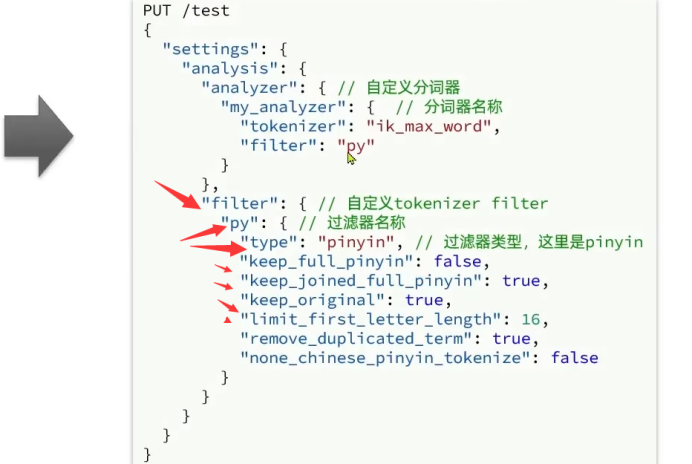 PUT /test
{
  "settings": {
    "analysis": {
      "analyzer": { // 自定义分词器
        "my_analyzer": {  // 分词器名称
          "tokenizer": "ik_max_word",
          "filter": "py"
        }
      },
      "filter": { // 自定义tokenizer filter
        "py": { // 过滤器名称
          "type": "pinyin", // 过滤器类型，这里是pinyin
          "keep_full_pinyin": false,
          "keep_joined_full_pinyin": true,
          "keep_original": true,
          "limit_first_letter_length": 16,
          "remove_duplicated_term": true,
          "none_chinese_pinyin_tokenize": false
        }
      }
    }
  }
}